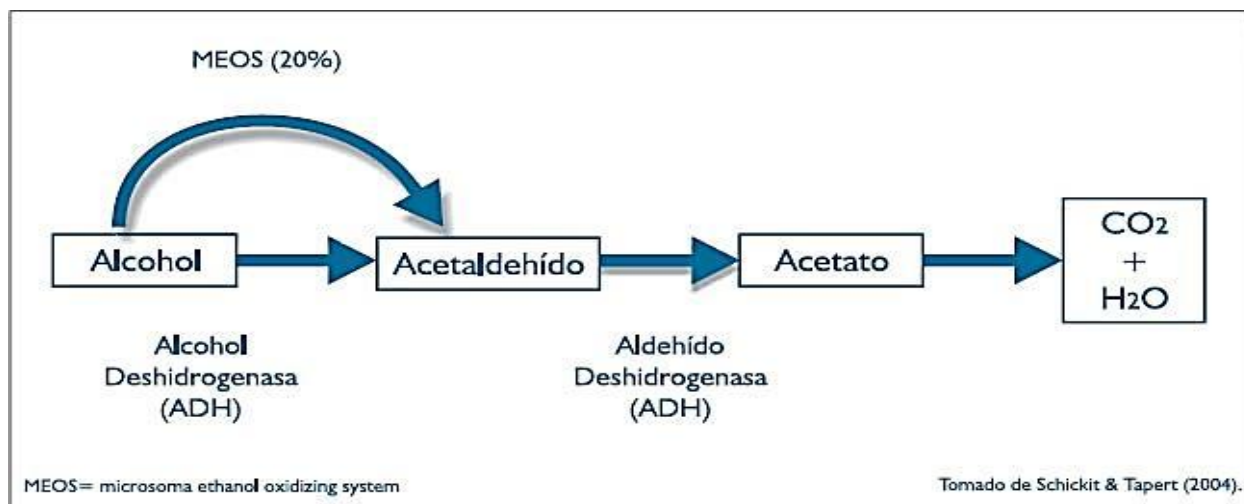 MEOS (20%)
Alcohol
Acetaldehído
Acetato
CO2
+
H2O
Alcohol
Deshidrogenasa
(ADH)
Aldehído
Deshidrogenasa
(ADH)
MEOS= microsoma ethanol oxidizing system
Tomado de Schickit & Tapert (2004).